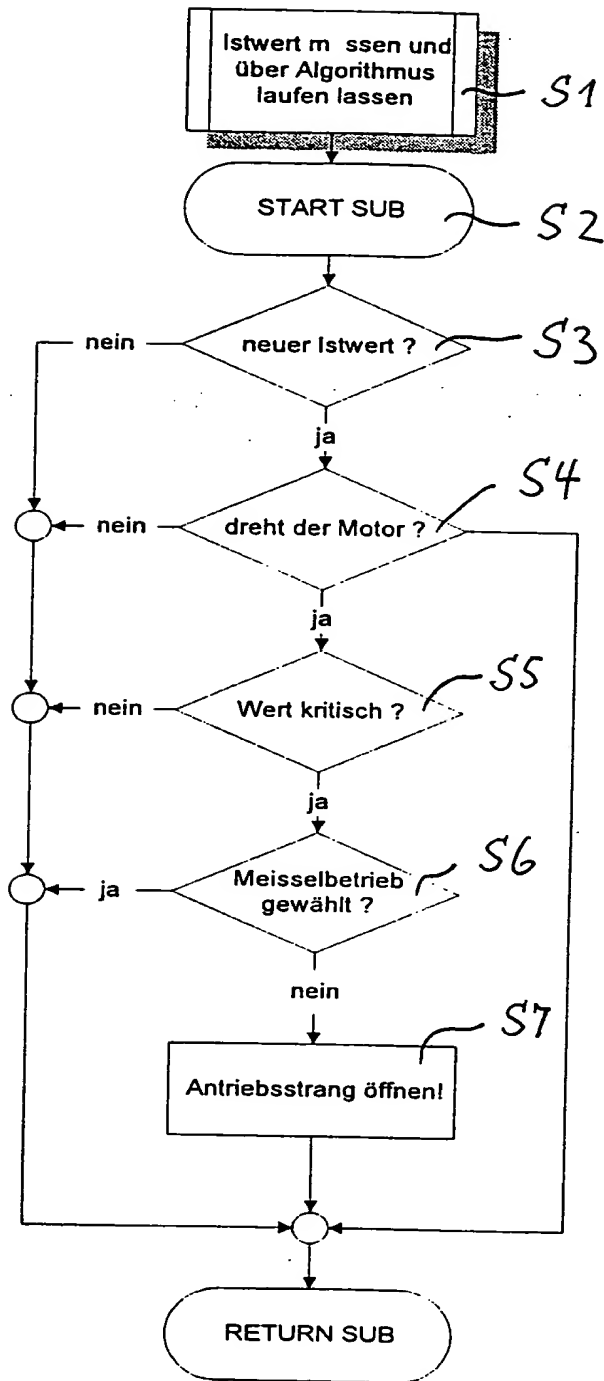 Istwert m ssen und
über Algorithmus
laufen lassen
S1
START SUB
S2
neuer Istwert ?
S3
nein
ja
dreht der Motor ?
S4
nein
ja
Wert kritisch ?
S5
nein
ja
Meisselbetrieb
gewählt ?
S6
ja
nein
Antriebsstrang öffnen!
S7
RETURN SUB